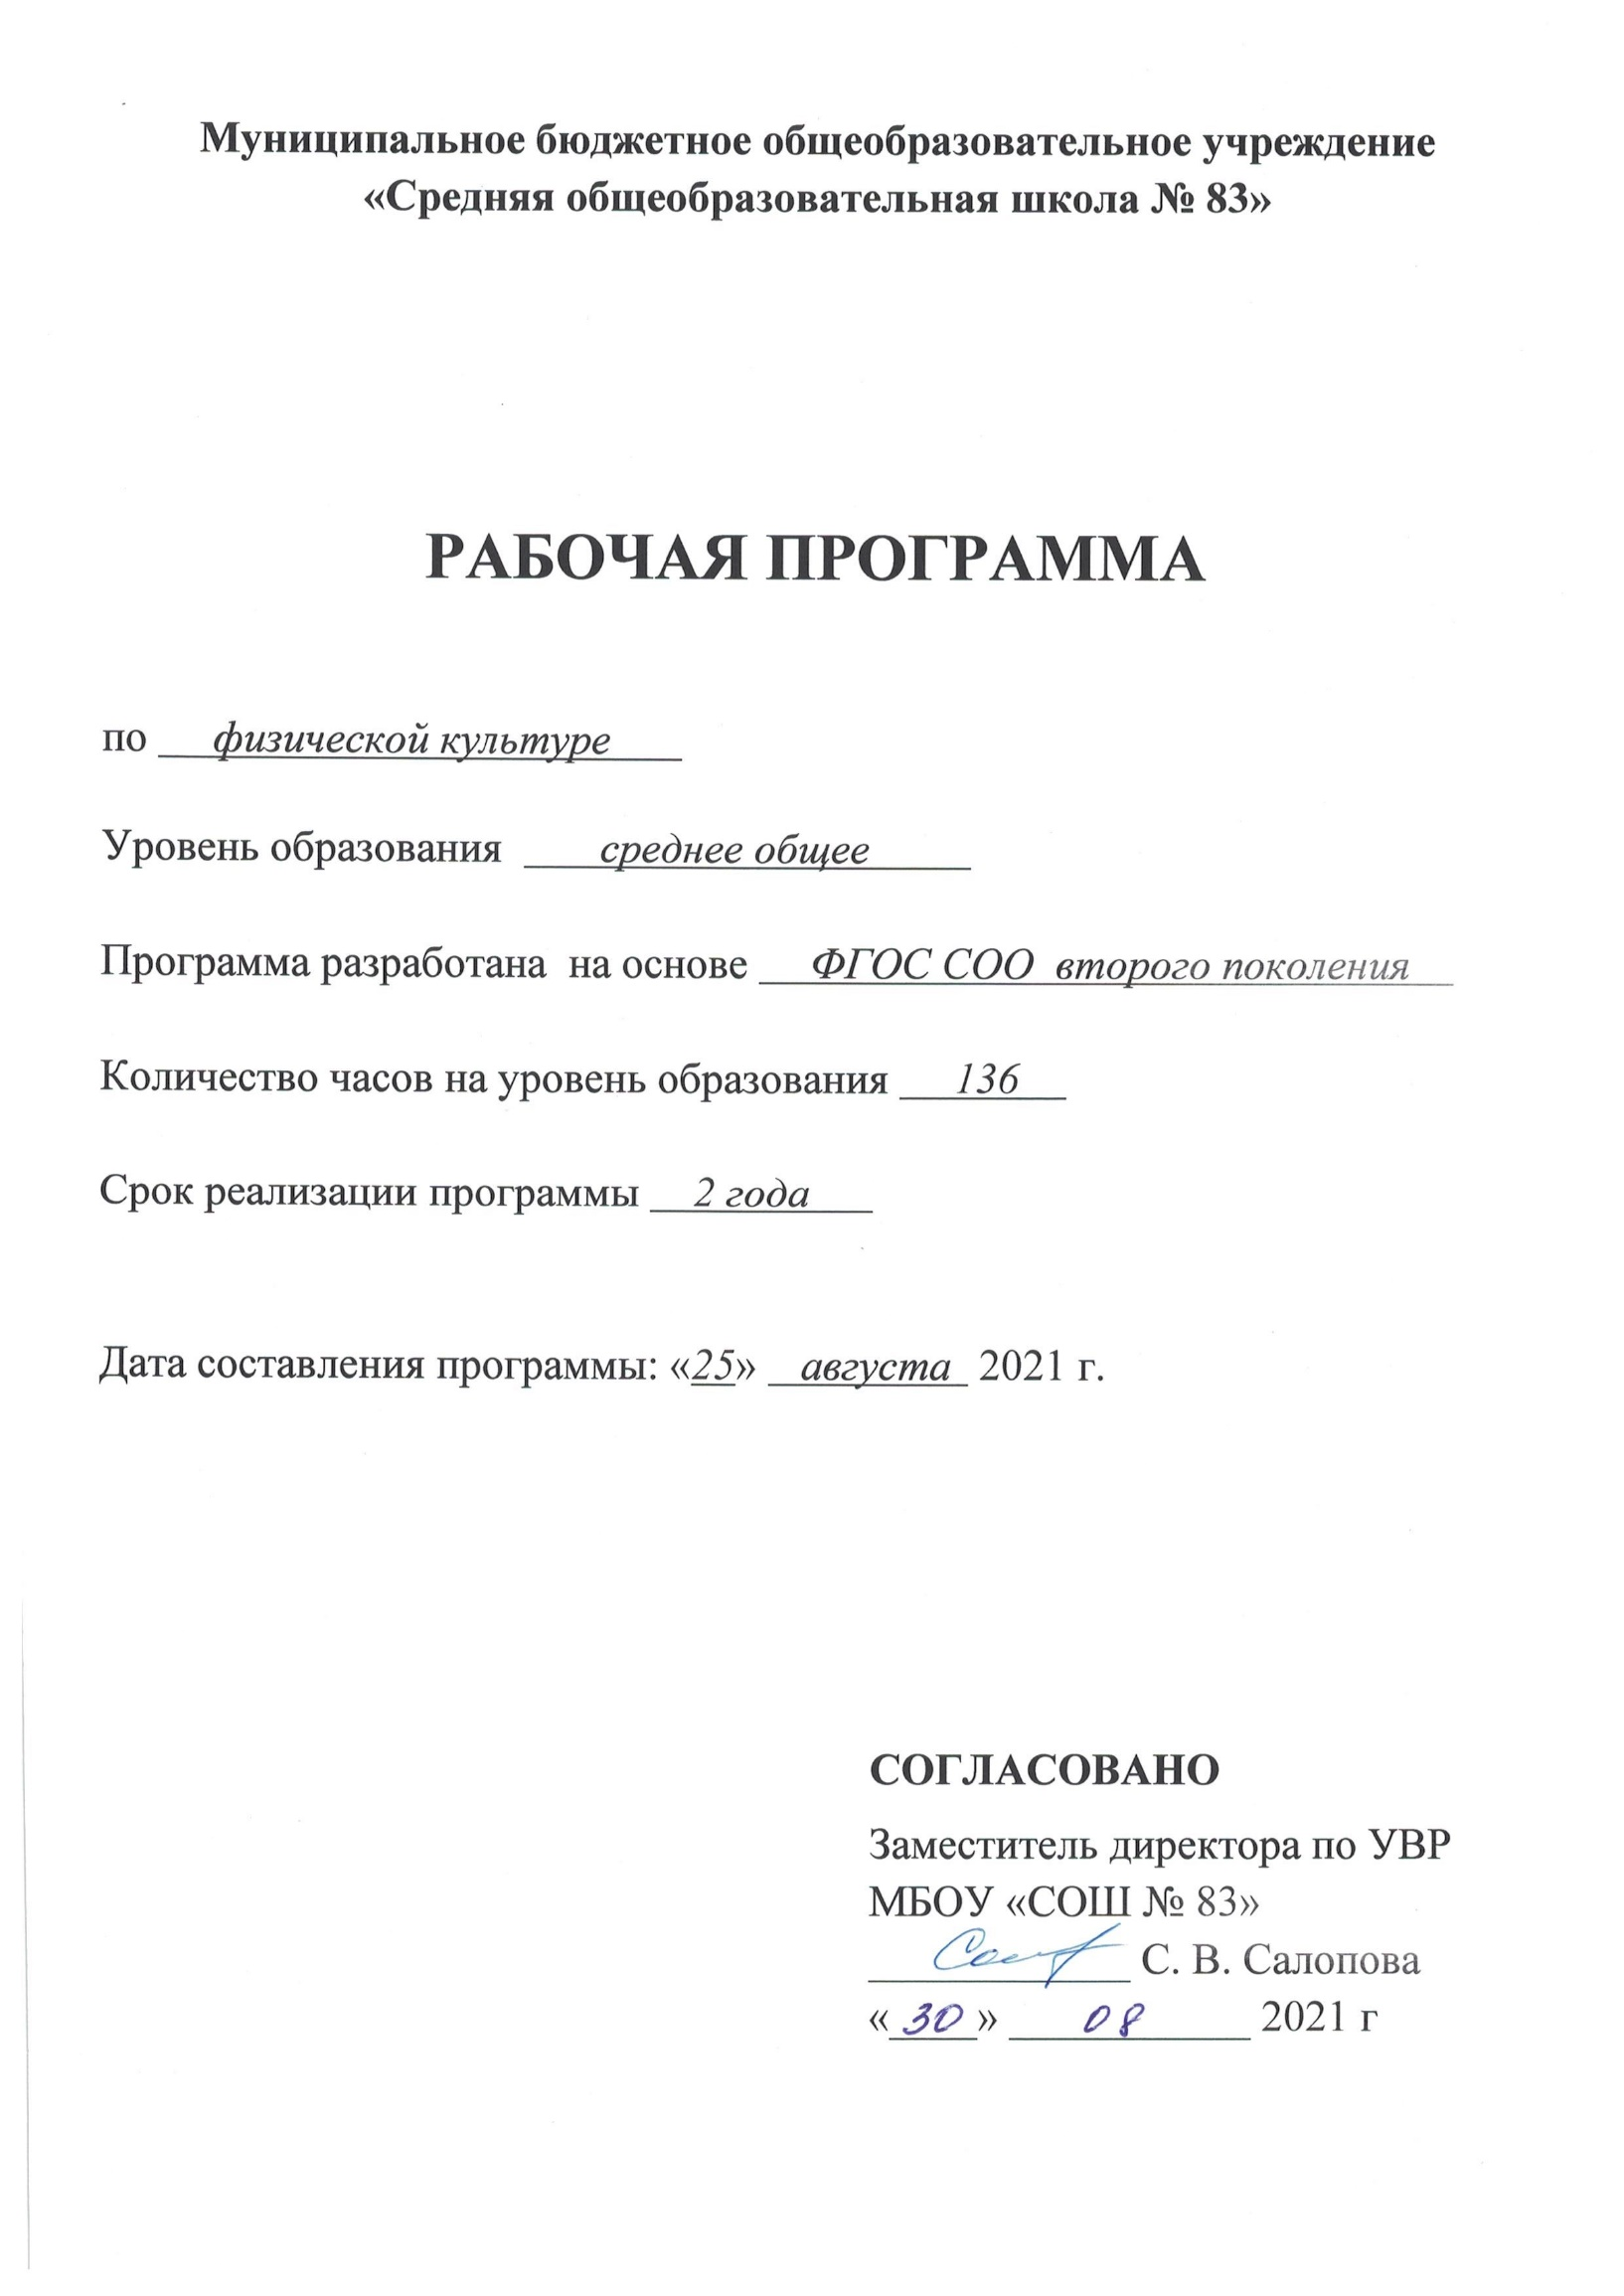 Муниципальное бюджетное общеобразовательное учреждение
«Средняя общеобразовательная школа № 83»
РАБОЧАЯ ПРОГРАММА
по физической культуре
Уровень образования среднее общее
Программа разработана на основе ФГОС СОО второго поколения
Количество часов на уровень образования 136
Срок реализации программы 2 года
Дата составления программы: «25» августа 2021 г.
СОГЛАСОВАНО
Заместитель директора по УВР
МБОУ «СОШ № 83»
С. В. Салопова
«30» 08 2021 г